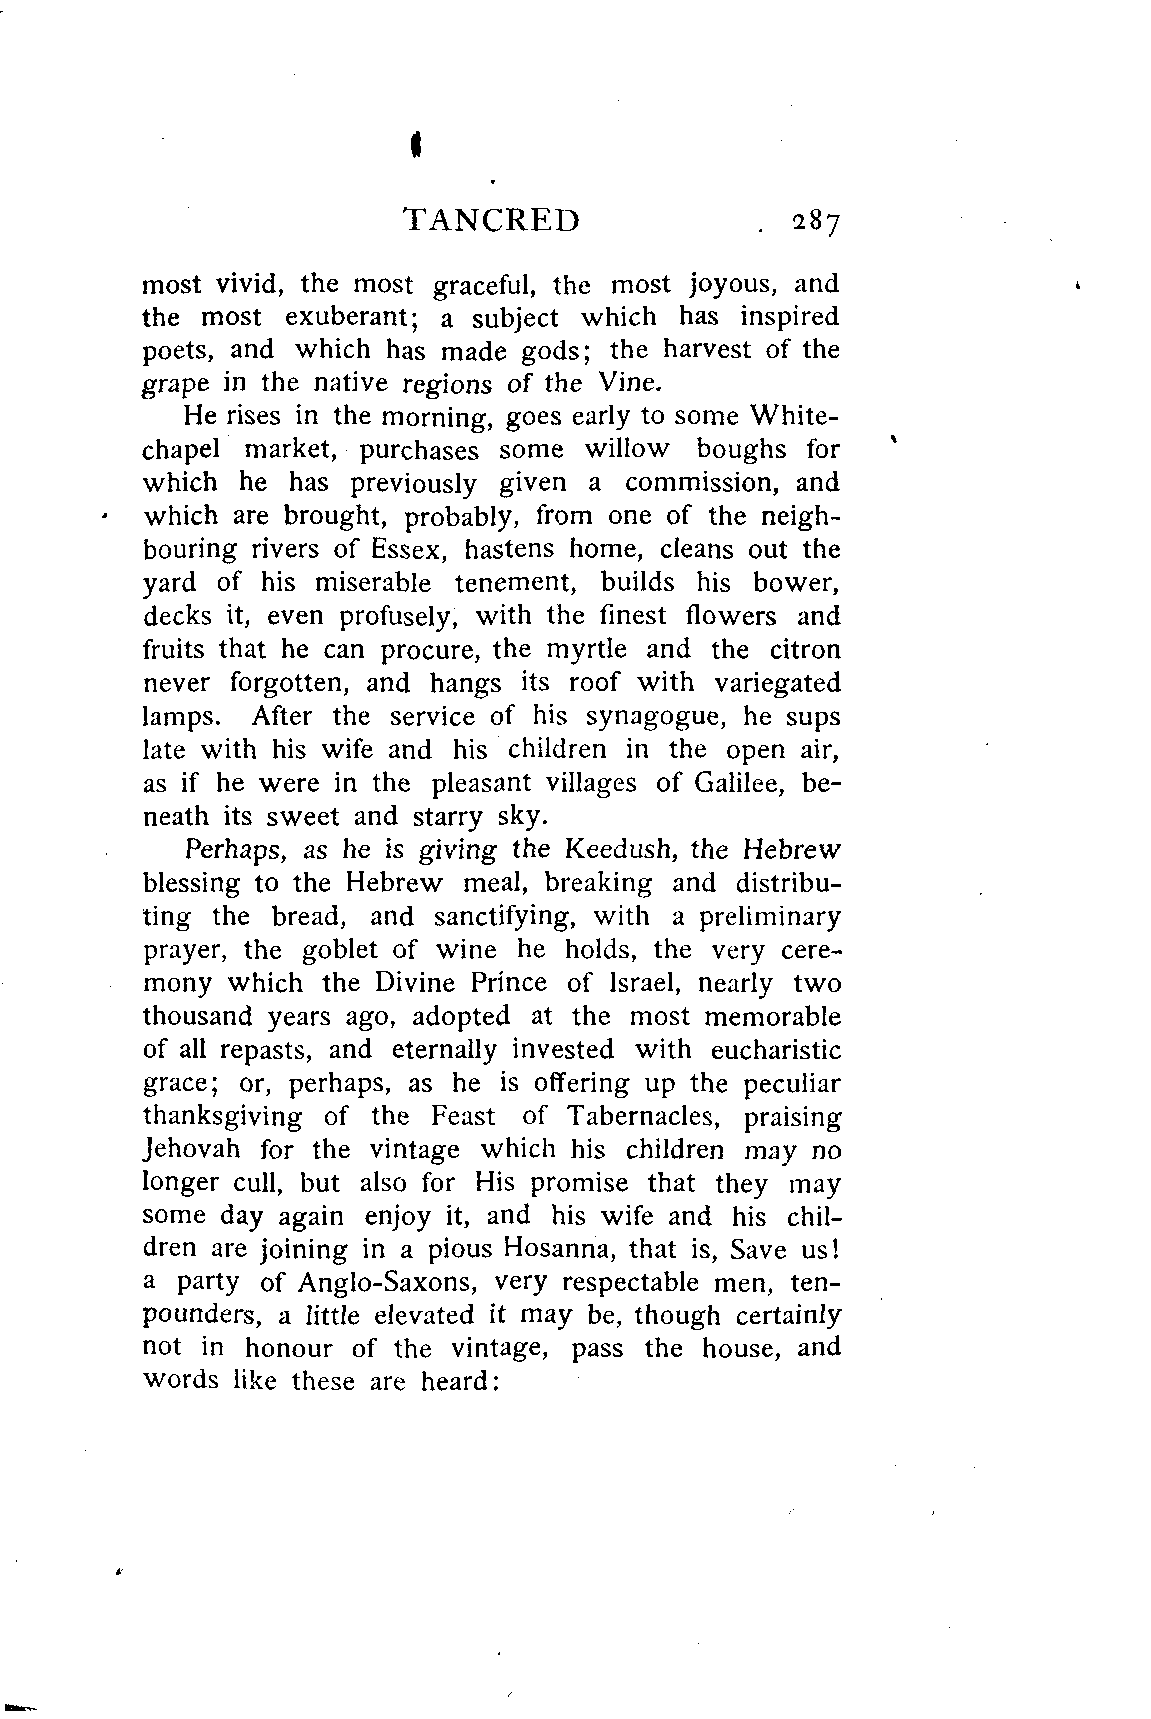 TANCRED 287
most vivid, the most graceful, the most joyous, and
the most exuberant; a subject which has inspired
poets, and which has made gods; the harvest of the
grape in the native regions of the Vine.
He rises in the morning, goes early to some White-
chapel market, purchases some willow boughs for
which he has previously given a commission, and
which are brought, probably, from one of the neigh-
bouring rivers of Essex, hastens home, cleans out the
yard of his miserable tenement, builds his bower,
decks it, even profusely, with the finest flowers and
fruits that he can procure, the myrtle and the citron
never forgotten, and hangs its roof with variegated
lamps. After the service of his synagogue, he sups
late with his wife and his children in the open air,
as if he were in the pleasant villages of Galilee, be-
neath its sweet and starry sky.
Perhaps, as he is giving the Keedush, the Hebrew
blessing to the Hebrew meal, breaking and distribu-
ting the bread, and sanctifying, with a preliminary
prayer, the goblet of wine he holds, the very cere-
mony which the Divine Prince of Israel, nearly two
thousand years ago, adopted at the most memorable
of all repasts, and eternally invested with eucharistic
grace; or, perhaps, as he is offering up the peculiar
thanksgiving of the Feast of Tabernacles, praising
Jehovah for the vintage which his children may no
longer cull, but also for His promise that they may
some day again enjoy it, and his wife and his chil-
dren are joining in a pious Hosanna, that is, Save us!
a party of Anglo-Saxons, very respectable men, ten-
pounders, a little elevated it may be, though certainly
not in honour of the vintage, pass the house, and
words like these are heard: